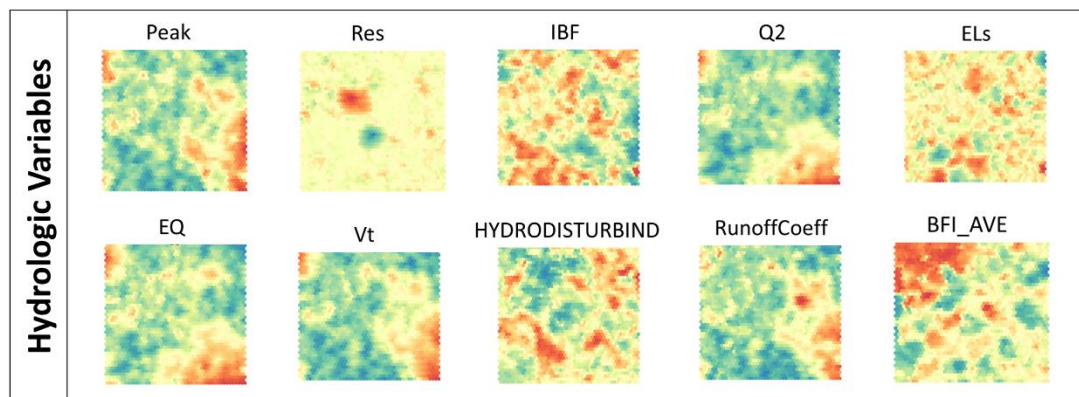 Hydrologic Variables
Peak
Res
IBF
Q2
ELs
EQ
Vt
HYDRODISTURBIND
RunoffCoeff
BFI_AVE